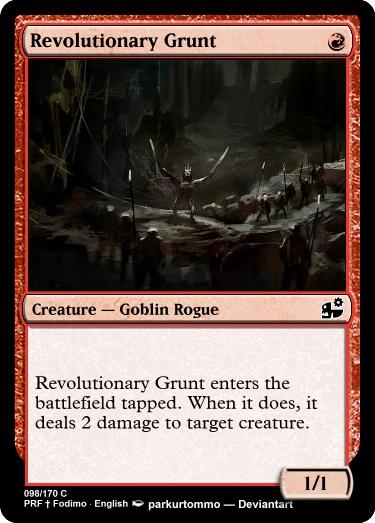 Revolutionary Grunt
Creature — Goblin Rogue
Revolutionary Grunt enters the
battlefield tapped. When it does, it
deals 2 damage to target creature.
1/1
098/170 C
PRF † Fodimo · English parkurtommo — Deviantart